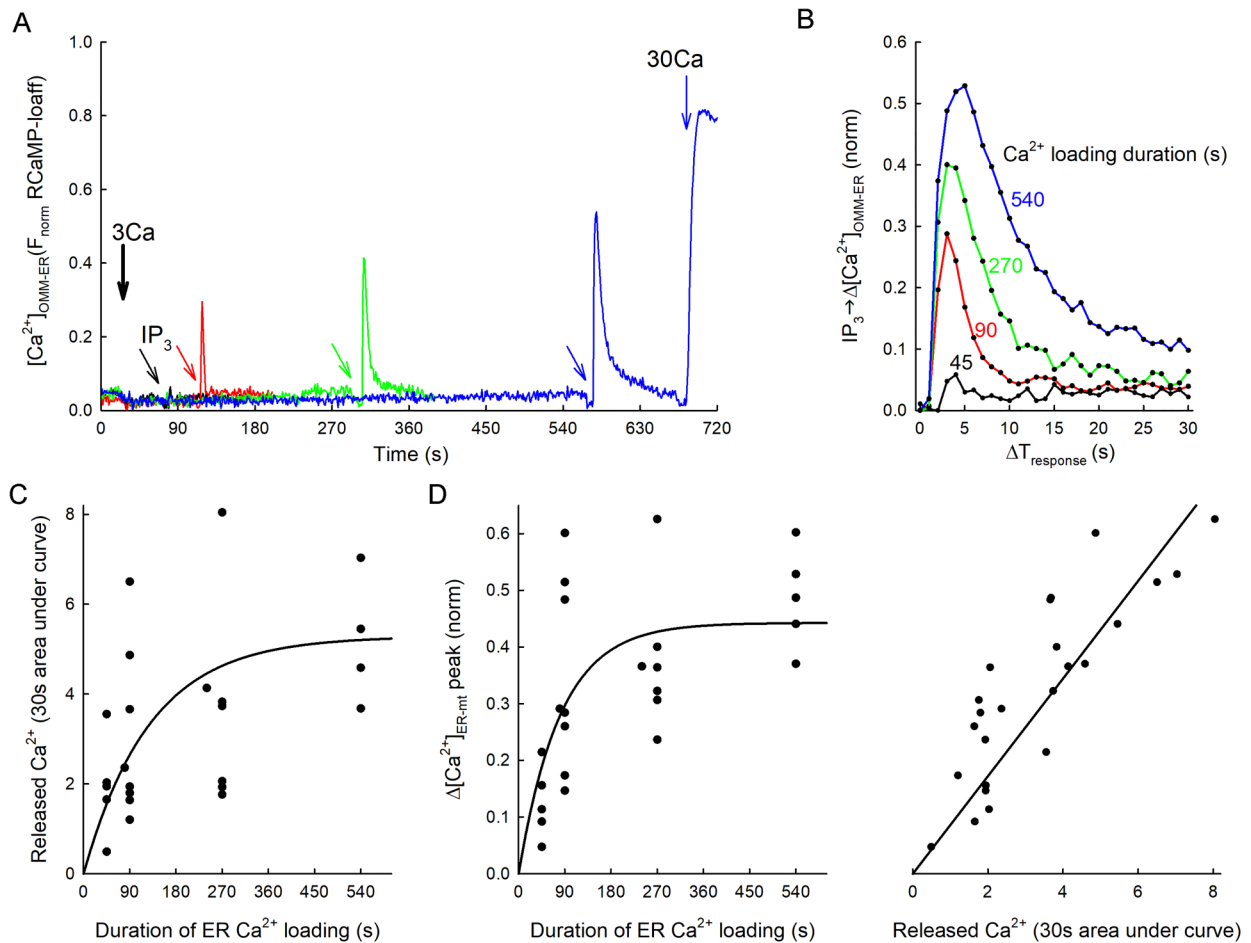 A
[Ca²⁺]OMM-ER(Fnorm RCaMP-loaff)
1.0
0.8
0.6
0.4
0.2
0.0
3Ca
IP₃
30Ca
0 90 180 270 360 450 540 630 720
Time (s)
B
IP₃→Δ[Ca²⁺]OMM-ER (norm)
0.6
0.5
0.4
0.3
0.2
0.1
0.0
Ca²⁺ loading duration (s)
540
270
90
45
0 5 10 15 20 25 30
ΔTresponse (s)
C
Released Ca²⁺ (30s area under curve)
8
6
4
2
0
0 90 180 270 360 450 540
Duration of ER Ca²⁺ loading (s)
D
Δ[Ca²⁺]ER-mt peak (norm)
0.6
0.5
0.4
0.3
0.2
0.1
0.0
0 90 180 270 360 450 540
Duration of ER Ca²⁺ loading (s)
0 2 4 6 8
Released Ca²⁺ (30s area under curve)